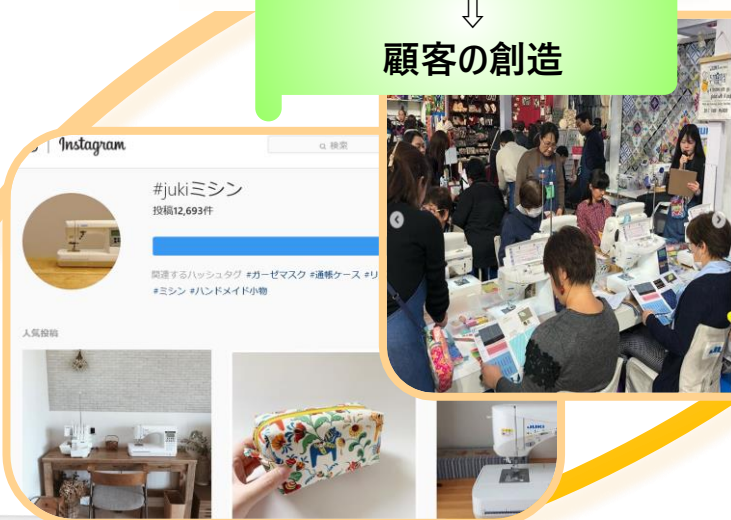 ⇩
顧客の創造
Instagram
検索
#jukiミシン
投稿12,693件
関連するハッシュタグ #ガーゼマスク #通帳ケース #リ
#ミシン #ハンドメイド小物
人気投稿
JUKI